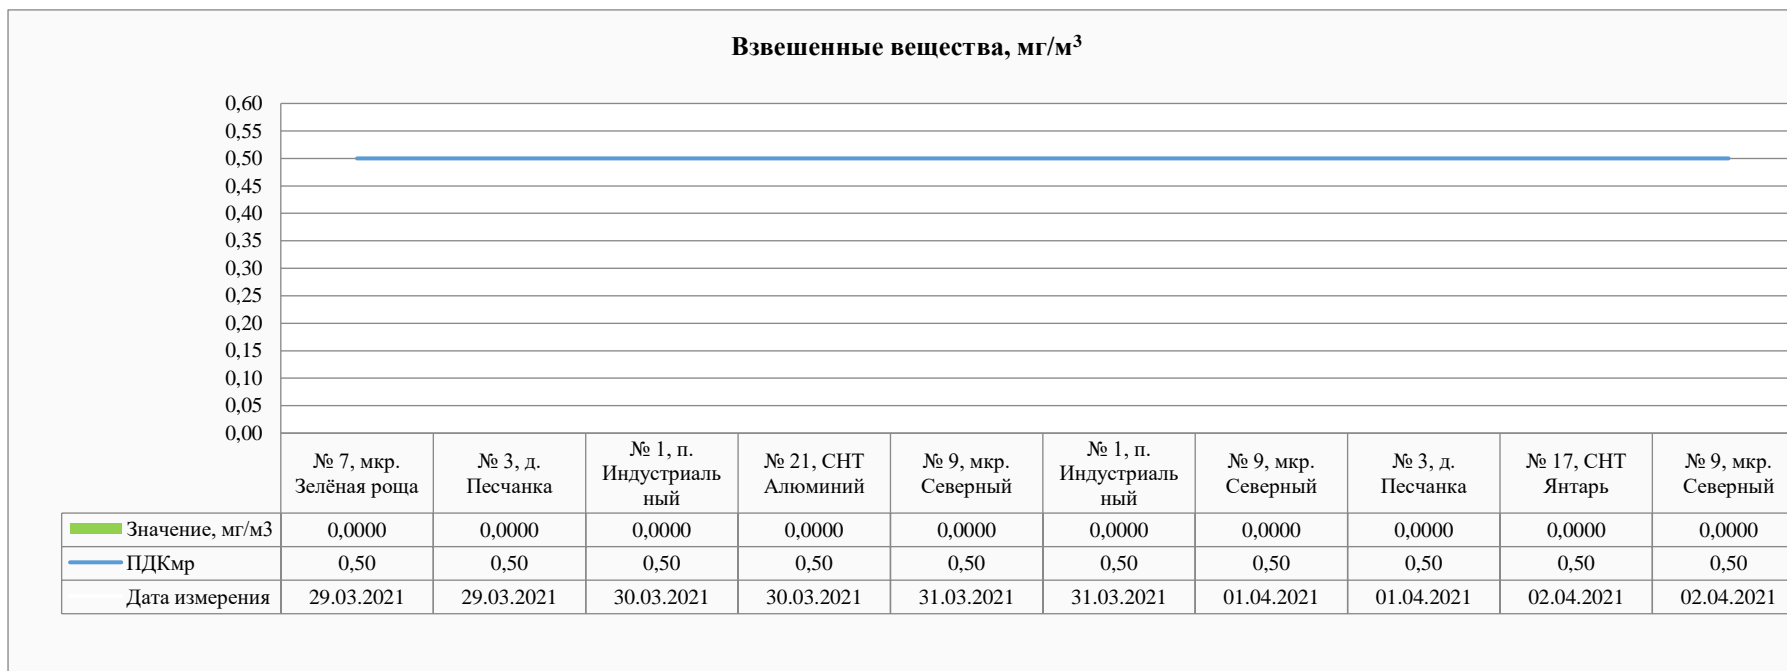 Взвешенные вещества, мг/м³
0,60
0,55
0,50
0,45
0,40
0,35
0,30
0,25
0,20
0,15
0,10
0,05
0,00
№ 7, мкр. Зелёная роща
№ 3, д. Песчанка
№ 1, п. Индустриаль ный
№ 21, СНТ Алюминий
№ 9, мкр. Северный
№ 1, п. Индустриаль ный
№ 9, мкр. Северный
№ 3, д. Песчанка
№ 17, СНТ Янтарь
№ 9, мкр. Северный
Значение, мг/м3 0,0000 0,0000 0,0000 0,0000 0,0000 0,0000 0,0000 0,0000 0,0000 0,0000
ПДКмр 0,50 0,50 0,50 0,50 0,50 0,50 0,50 0,50 0,50 0,50
Дата измерения 29.03.2021 29.03.2021 30.03.2021 30.03.2021 31.03.2021 31.03.2021 01.04.2021 01.04.2021 02.04.2021 02.04.2021